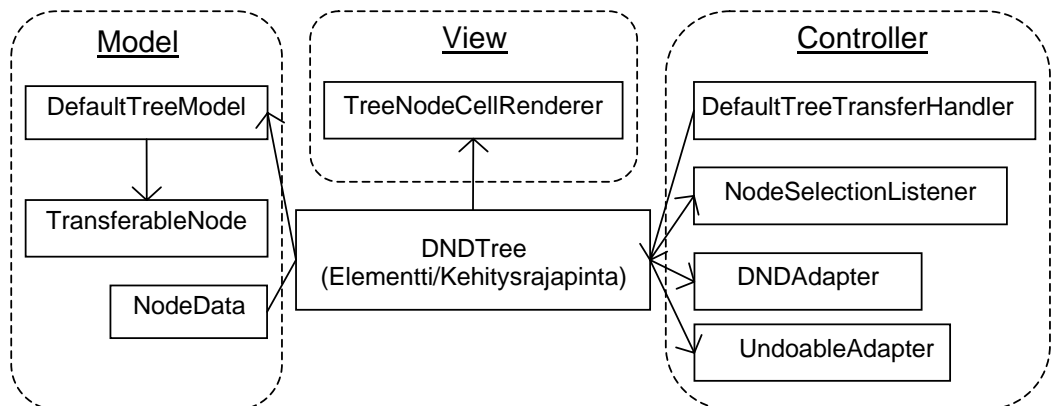 Model
DefaultTreeModel
TransferableNode
NodeData
View
TreeNodeCellRenderer
DNDTree
(Elementti/Kehitysrajapinta)
Controller
DefaultTreeTransferHandler
NodeSelectionListener
DNDAdapter
UndoableAdapter